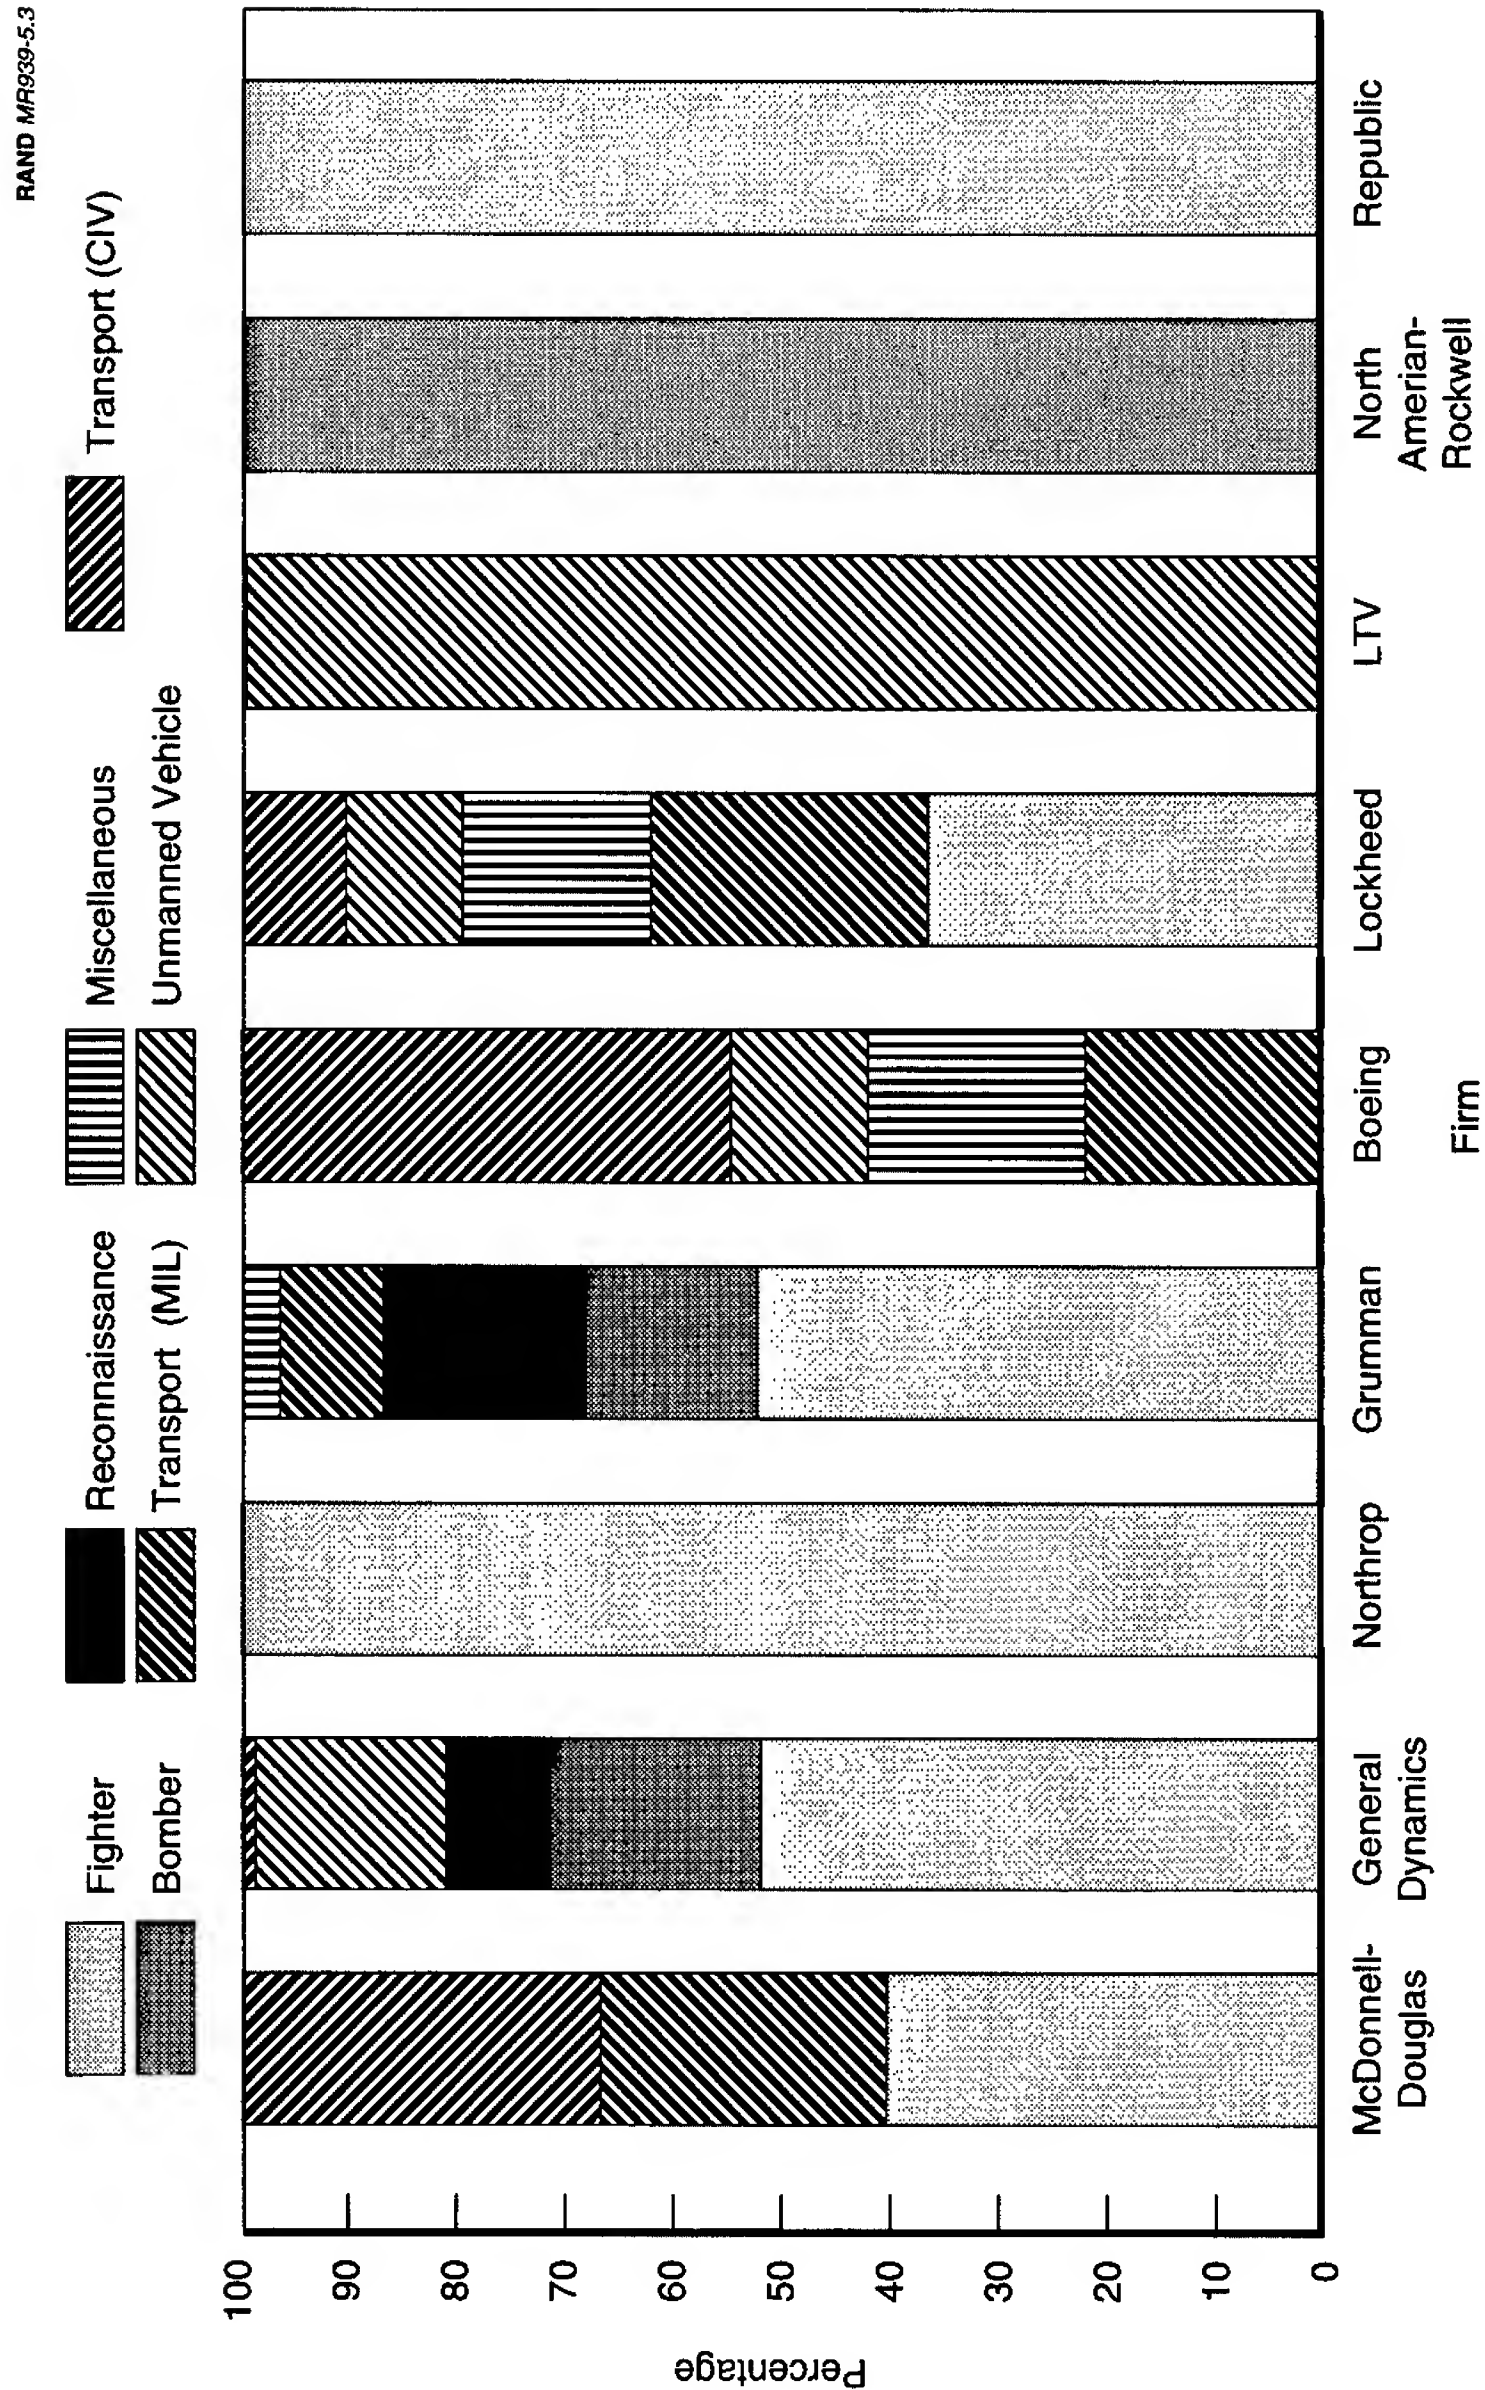 RAND MR939-5.3
Fighter
Reconnaissance
Miscellaneous
Transport (CIV)
Bomber
Transport (MIL)
Unmanned Vehicle
Percentage
100
90
80
70
60
50
40
30
20
10
0
McDonnell-
Douglas
General
Dynamics
Northrop
Grumman
Boeing
Lockheed
LTV
North
Amerian-
Rockwell
Republic
Firm